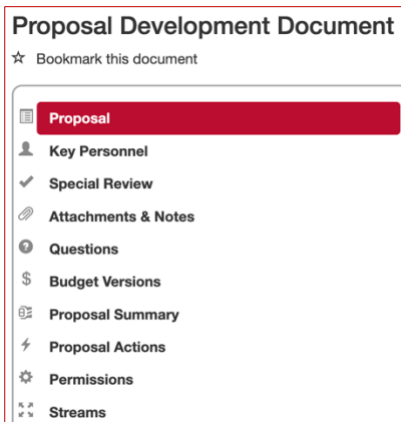 Proposal Development Document
Bookmark this document
Proposal
Key Personnel
Special Review
Attachments & Notes
Questions
$ Budget Versions
Proposal Summary
Proposal Actions
Permissions
Streams